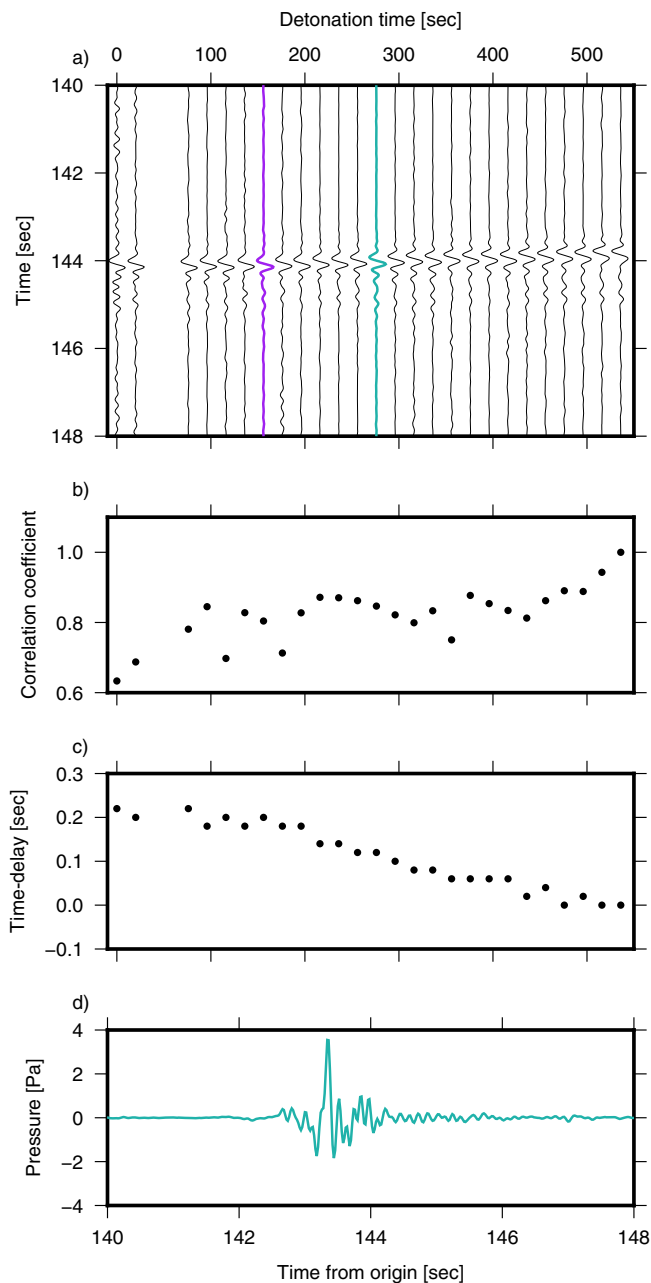 Detonation time [sec]
a)
0 100 200 300 400 500
140
142
144
146
148
Time [sec]
b)
1.0
0.8
0.6
Correlation coefficient
c)
0.3
0.2
0.1
0.0
−0.1
Time-delay [sec]
d)
4
2
0
−2
−4
Pressure [Pa]
140 142 144 146 148
Time from origin [sec]